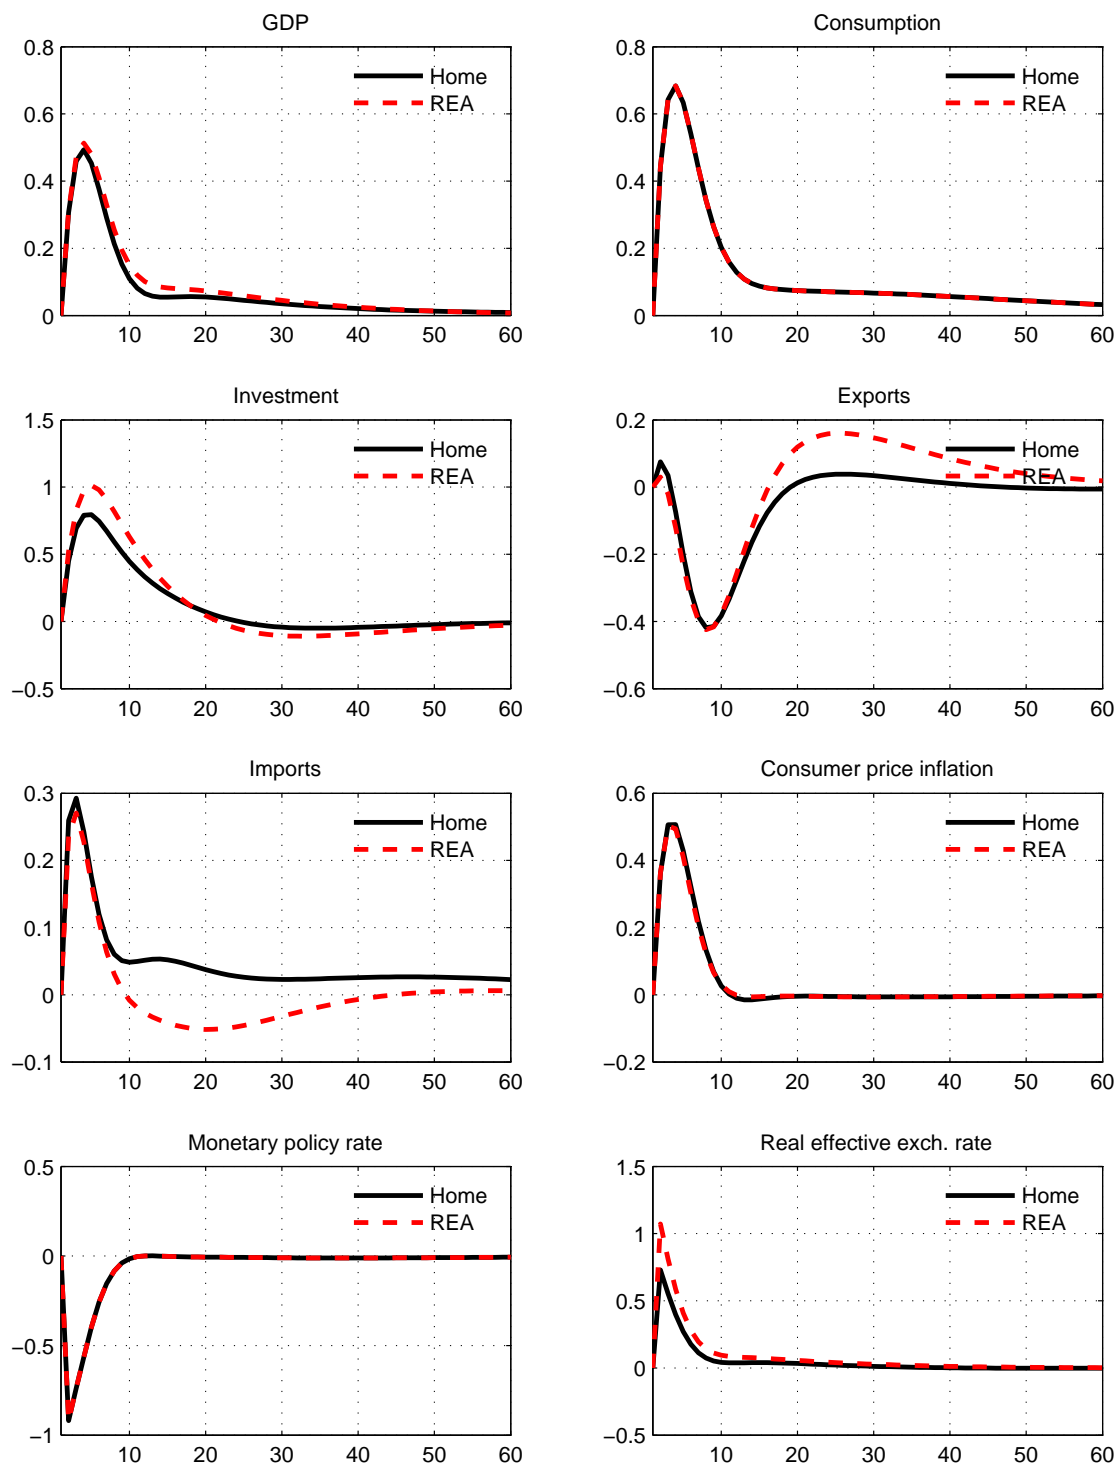 GDP
0.8
0.6
0.4
0.2
0
10 20 30 40 50 60
Home
REA
Consumption
0.8
0.6
0.4
0.2
0
10 20 30 40 50 60
Home
REA
Investment
1.5
1
0.5
0
−0.5
10 20 30 40 50 60
Home
REA
Exports
0.2
0
−0.2
−0.4
−0.6
10 20 30 40 50 60
Home
REA
Imports
0.3
0.2
0.1
0
−0.1
10 20 30 40 50 60
Home
REA
Consumer price inflation
0.6
0.4
0.2
0
−0.2
10 20 30 40 50 60
Home
REA
Monetary policy rate
0.5
0
−0.5
−1
10 20 30 40 50 60
Home
REA
Real effective exch. rate
1.5
1
0.5
0
−0.5
10 20 30 40 50 60
Home
REA